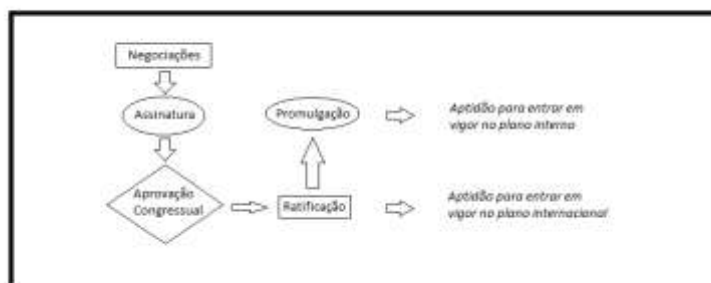 Negociações
Assinatura
Promulgação
Aptidão para entrar em
vigor no plano interno
Aprovação
Congressual
Ratificação
Aptidão para entrar em
vigor no plano internacional